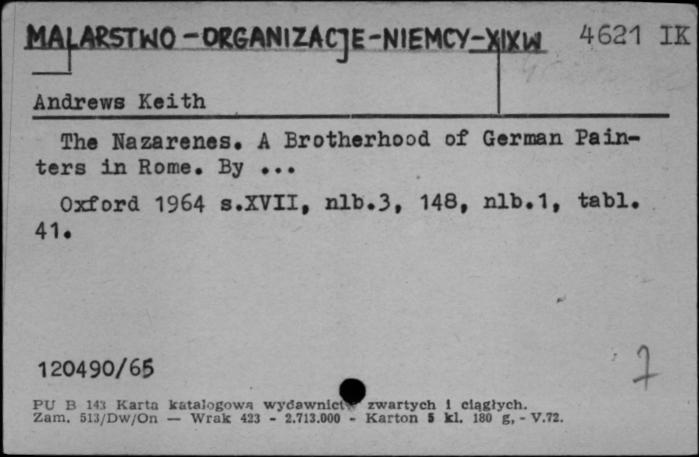 MALARSTWO-ORGANIZACJE-NIEMCY-XIXW 4621 IK
Andrews Keith
The Nazarenes. A Brotherhood of German Pain-
ters in Rome. By ...
Oxford 1964 s.XVII, nlb.3, 148, nlb.1, tabl.
41.
120490/65
7
PU B 143 Karta katalogowa wydawnictw zwartych i ciągłych.
Zam. 513/Dw/On — Wrak 423 - 2.713.000 - Karton 5 kl. 180 g, - V.72.